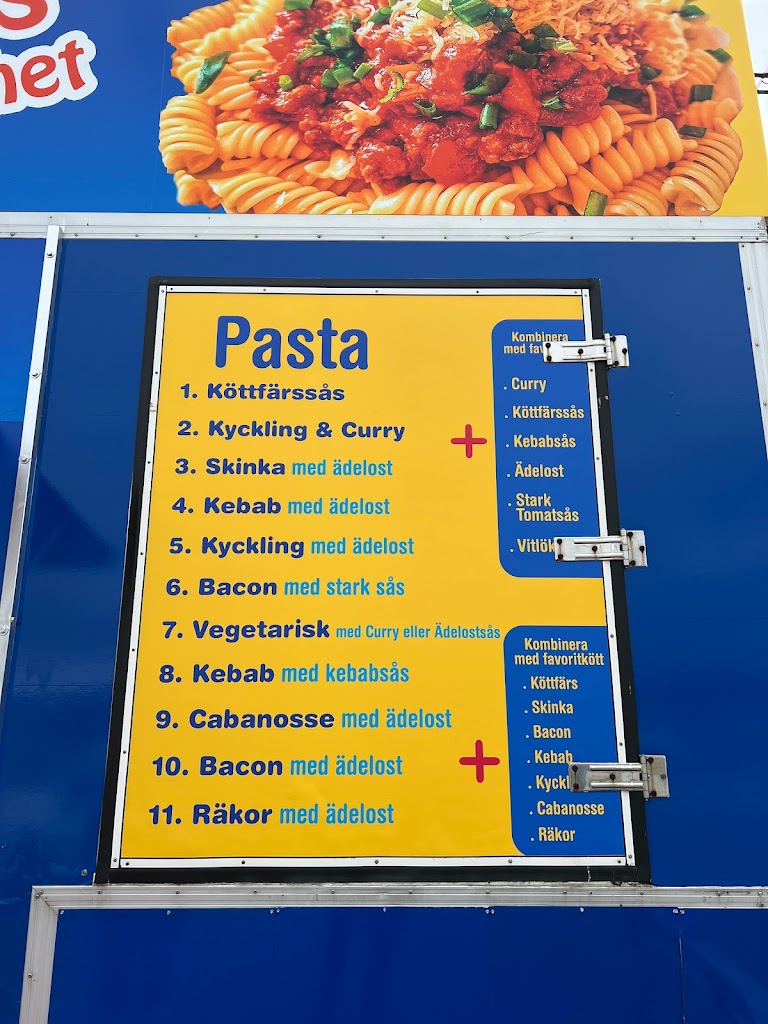 Pasta
1. Köttfärssås
2. Kyckling & Curry
3. Skinka med ädelost
4. Kebab med ädelost
5. Kyckling med ädelost
6. Bacon med stark sås
7. Vegetarisk med Curry eller Ädelostsås
8. Kebab med kebabsås
9. Cabanosse med ädelost
10. Bacon med ädelost
11. Räkor med ädelost
+
Kombinera
med
. Curry
. Köttfärssås
. Kebabsås
. Ädelost
. Stark
Tomatsås
+
Kombinera
med favoritkött
. Köttfärs
. Skinka
. Bacon
. Kebab
. Cabanosse
. Räkor